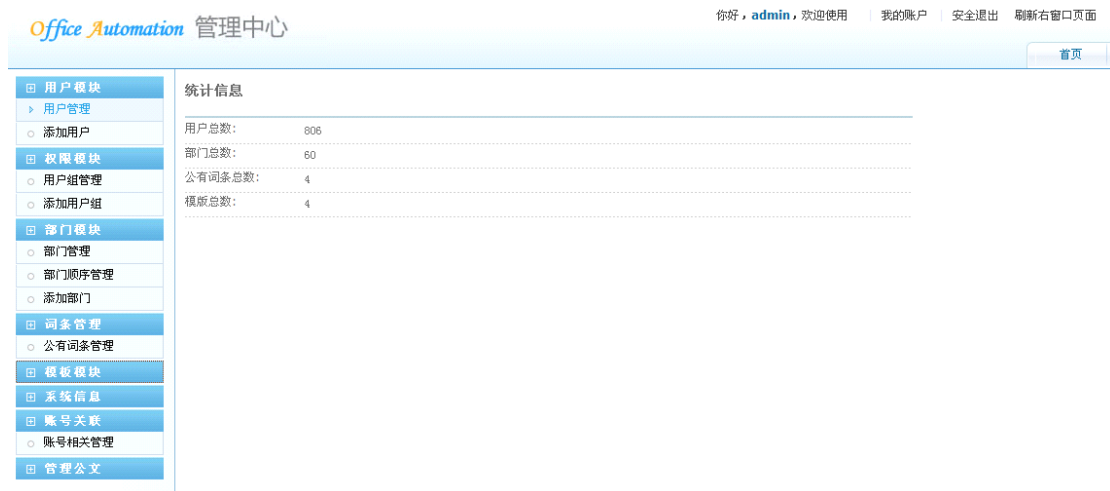 Office Automation 管理中心
你好，admin，欢迎使用 我的账户 安全退出 刷新右窗口页面
首页
用户模块
用户管理
添加用户
权限模块
用户组管理
添加用户组
部门模块
部门管理
部门顺序管理
添加部门
词条管理
公有词条管理
模板模块
系统信息
账号关联
账号相关管理
管理公文
统计信息
用户总数: 806
部门总数: 60
公有词条总数: 4
模版总数: 4